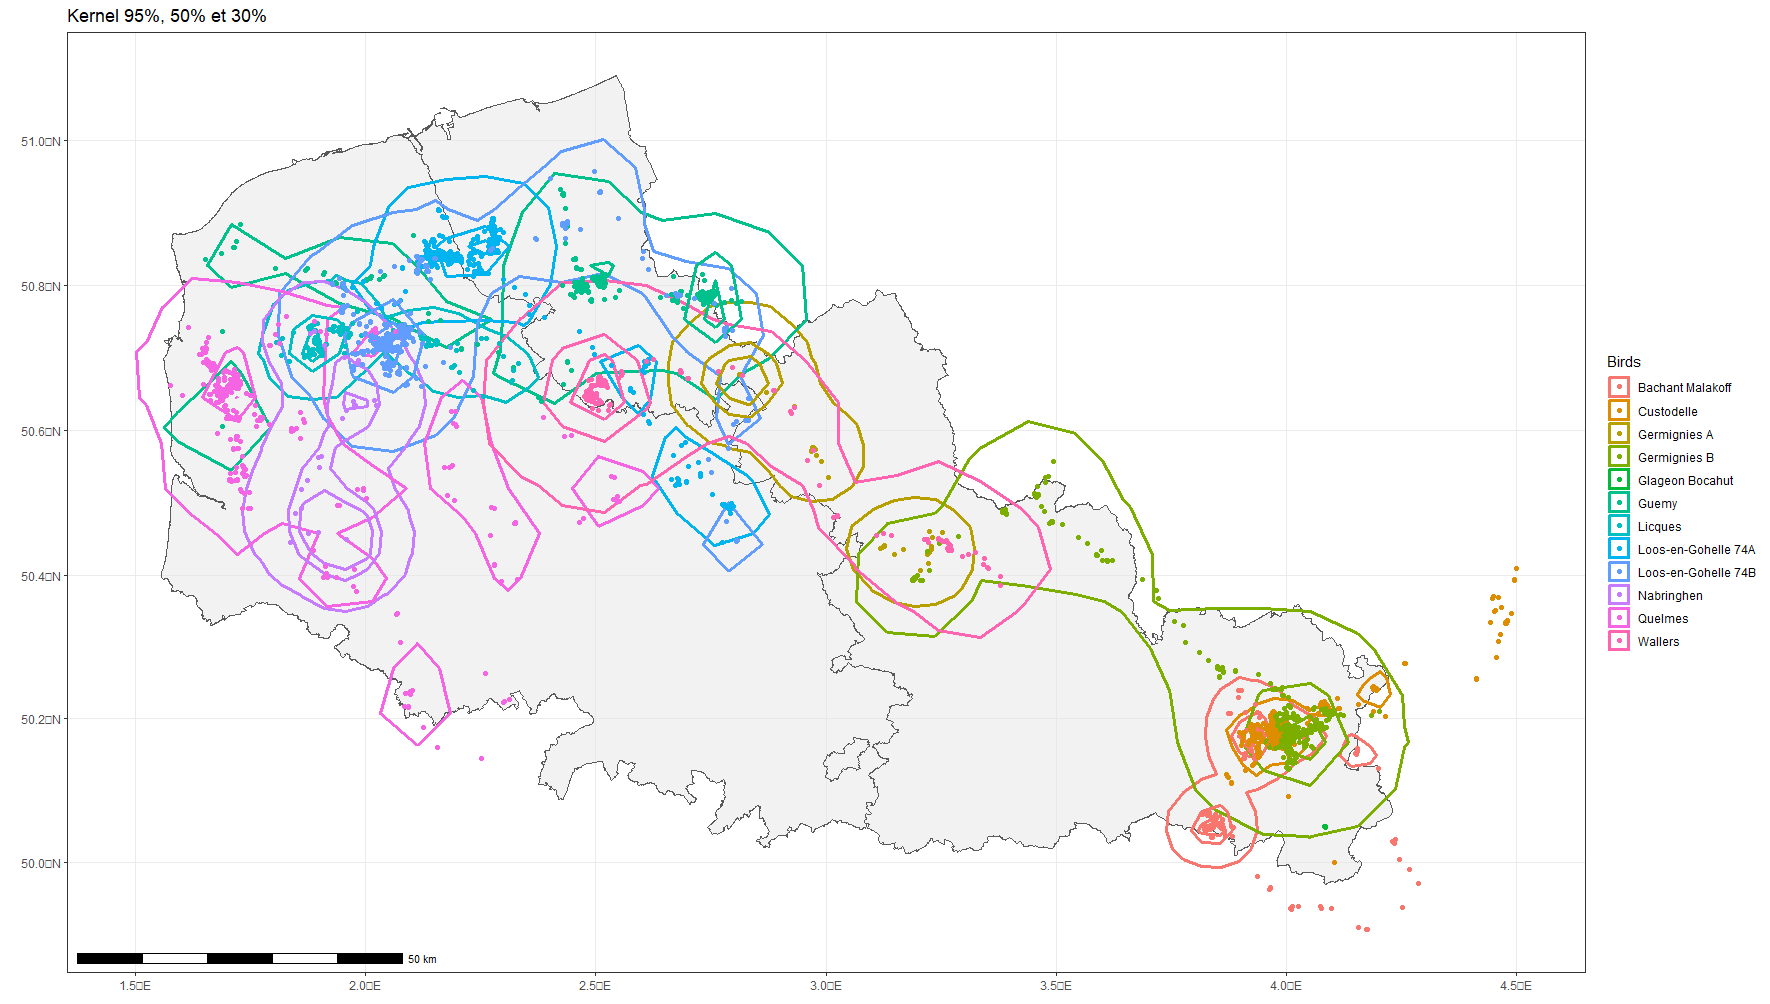 Kernel 95%, 50% et 30%
51.0□N
50.8□N
50.6□N
50.4□N
50.2□N
50.0□N
1.5□E
2.0□E
2.5□E
3.0□E
3.5□E
4.0□E
4.5□E
50 km
Birds
Bachant Malakoff
Custodelle
Germignies A
Germignies B
Glageon Bocahut
Guemy
Licques
Loos-en-Gohelle 74A
Loos-en-Gohelle 74B
Nabringhen
Quelmes
Wallers